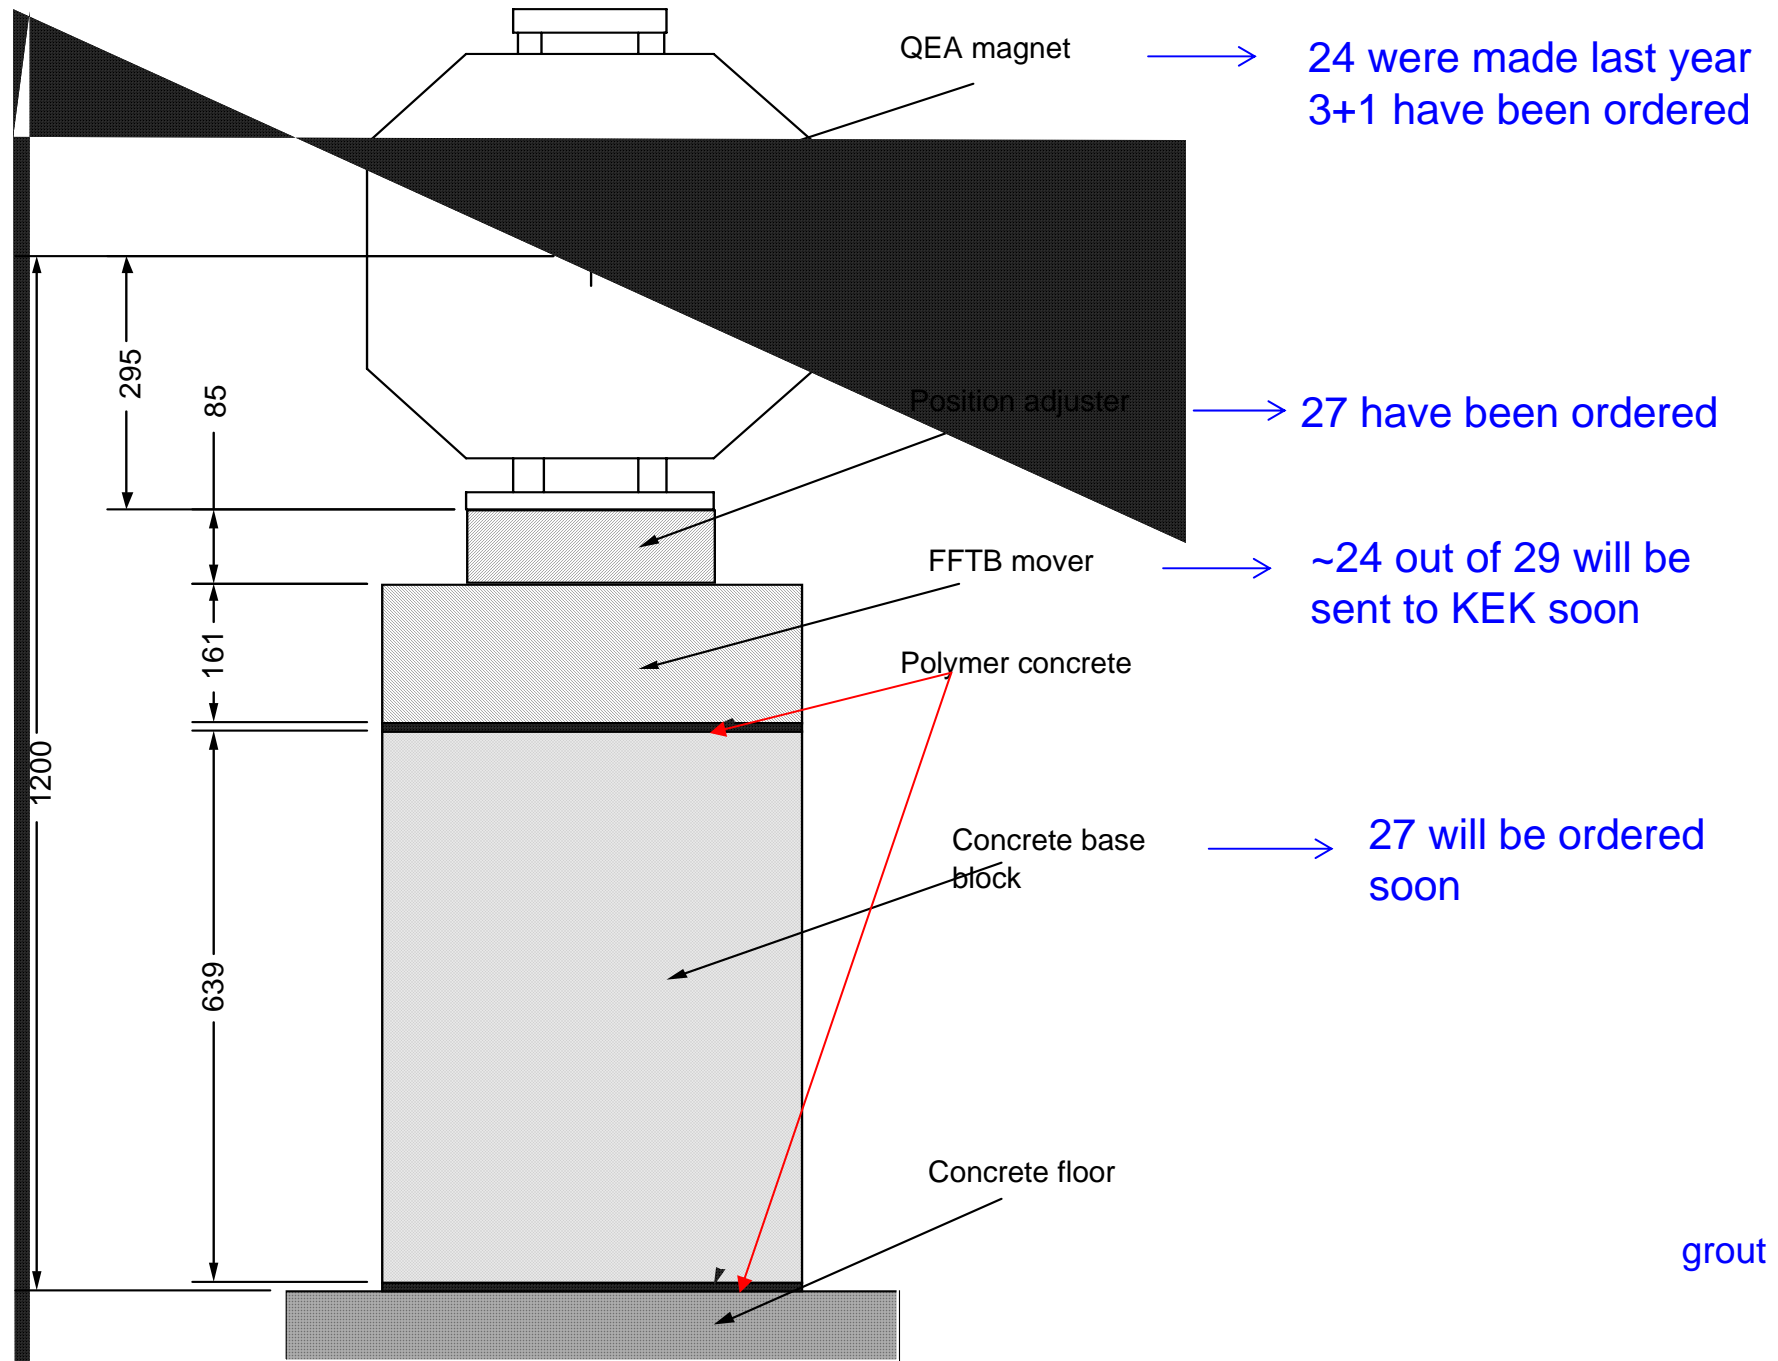 QEA magnet
24 were made last year
3+1 have been ordered
295
85
Position adjuster
27 have been ordered
FFTB mover
~24 out of 29 will be
sent to KEK soon
161
Polymer concrete
1200
Concrete base
block
27 will be ordered
soon
639
Concrete floor
grout